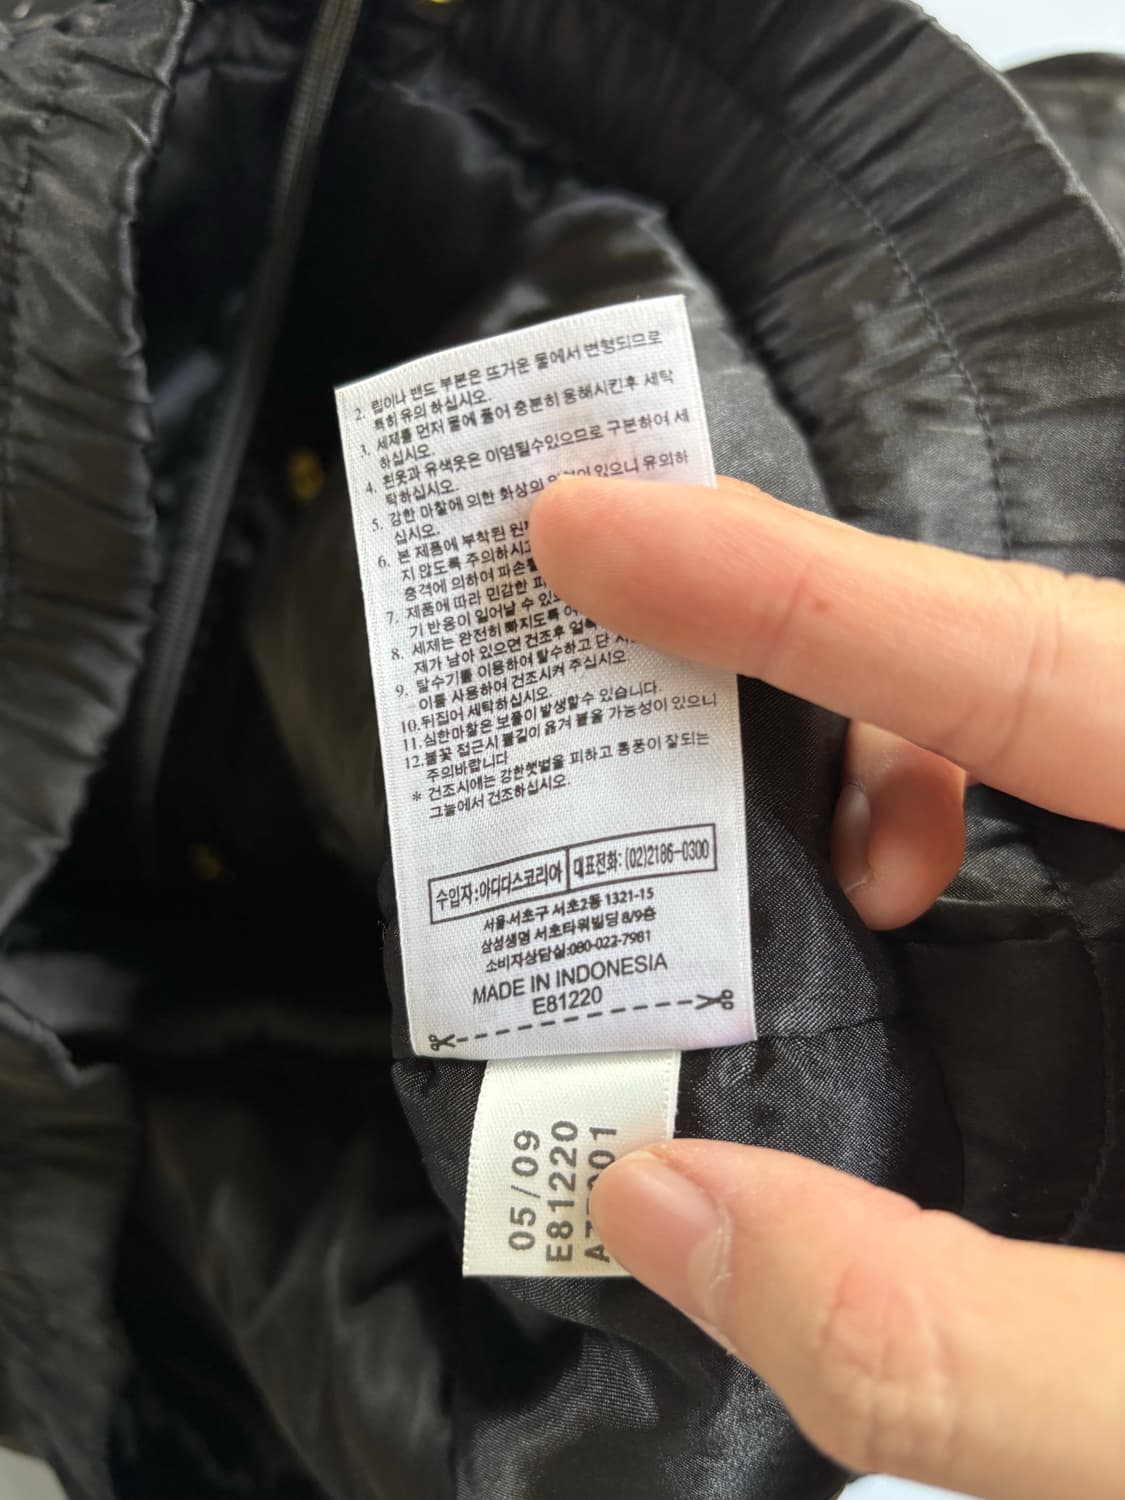 2. 립이나 밴드 부분은 뜨거운 물에서 변형되므로
특히 유의 하십시오.
3. 세제를 먼저 물에 풀어 충분히 용해시킨후 세탁
하십시오.
4. 흰옷과 유색옷은 이염될수있으므로 구분하여 세
탁하십시오.
5. 강한 마찰에 의한 화상의 있으니 유의하
십시오.
6. 본 제품에 부착된
지 않도록 주의하시고
충격에 의하여
7. 제품에 따라 민감한
기 반응이 일어날 수
8. 세제는 완전히 빠지도록
제가 남아 있으면 건조후
9. 탈수기를 이용하여 탈수하고 단
이를 사용하여 건조시켜 주십시오.
10.뒤집어 세탁하십시오.
11.심한마찰은 보풀이 발생할수 있습니다.
12.불꽃 접근시 불길이 옮겨 붙을 가능성이 있으니
주의바랍니다
* 건조시에는 강한햇볕을 피하고 통풍이 잘되는
그늘에서 건조하십시오.
수입자:아디다스코리아 대표전화: (02)2186-0300
서울서초구 서초2동 1321-15
삼성생명 서초타워빌딩 8/9층
소비자상담실:080-022-7981
MADE IN INDONESIA
E81220
05/09
E81220